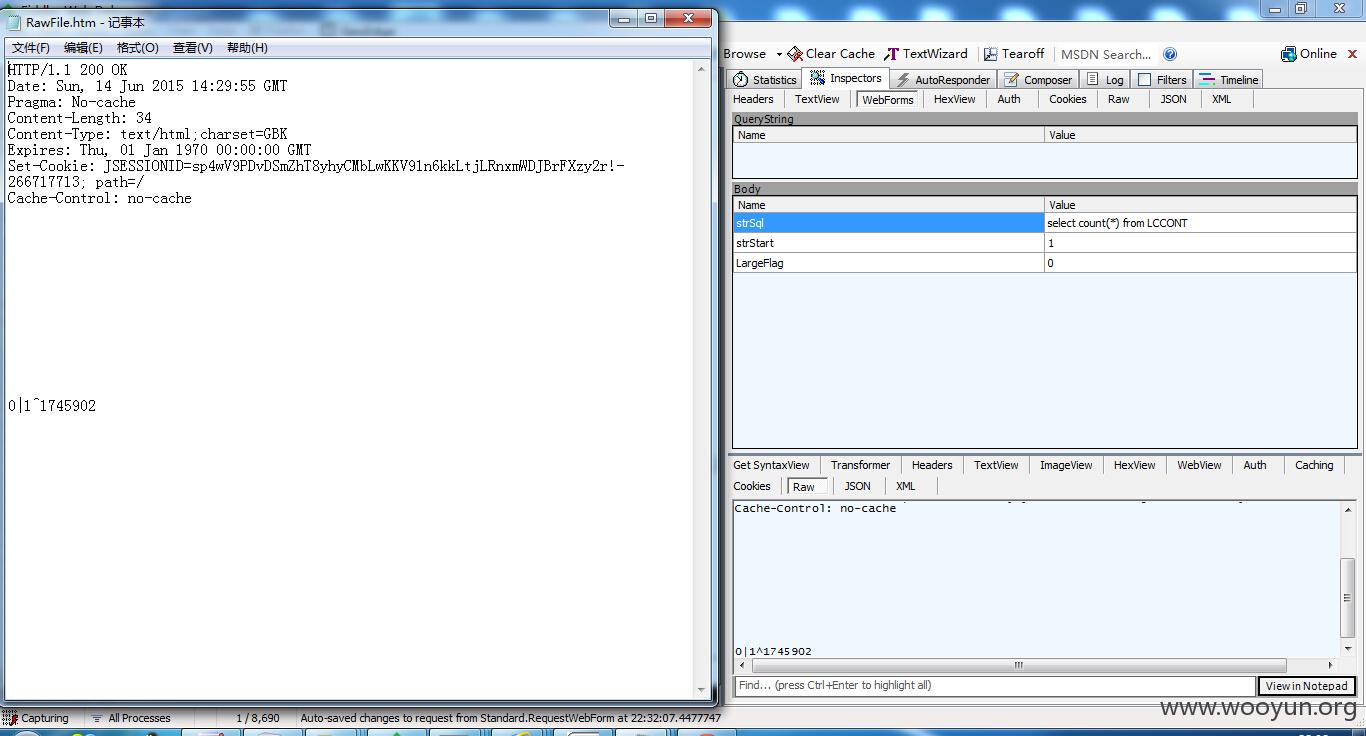 RawFile.htm - 记事本
文件(F) 编辑(E) 格式(O) 查看(V) 帮助(H)
HTTP/1.1 200 OK
Date: Sun, 14 Jun 2015 14:29:55 GMT
Pragma: No-cache
Content-Length: 34
Content-Type: text/html;charset=GBK
Expires: Thu, 01 Jan 1970 00:00:00 GMT
Set-Cookie: JSESSIONID=sp4wV9PDvDSmZhT8yhyCMbLwKKV91n6kkLtjLRnxmWDJBrFXzy2r!-
266717713; path=/
Cache-Control: no-cache
0|1^1745902
Browse Clear Cache TextWizard Tearoff MSDN Search... Online
Statistics Inspectors AutoResponder Composer Log Filters Timeline
Headers TextView WebForms HexView Auth Cookies Raw JSON XML
QueryString
Name Value
Body
Name Value
strSql select count(*) from LCCONT
strStart 1
LargeFlag 0
Get SyntaxView Transformer Headers TextView ImageView HexView WebView Auth Caching
Cookies Raw JSON XML
Cache-Control: no-cache
0|1^1745902
Find... (press Ctrl+Enter to highlight all) View in Notepad
Capturing All Processes 1 / 8,690 Auto-saved changes to request from Standard.RequestWebForm at 22:32:07.4477747
www.wooyun.org